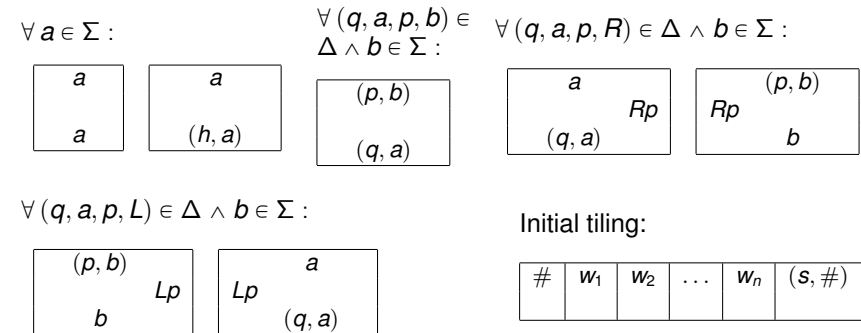 ∀ a ∈ Σ :
a
a
a
(h, a)
∀ (q, a, p, b) ∈
Δ ∧ b ∈ Σ :
(p, b)
(q, a)
∀ (q, a, p, R) ∈ Δ ∧ b ∈ Σ :
a
Rp
(q, a)
(p, b)
Rp
b
∀ (q, a, p, L) ∈ Δ ∧ b ∈ Σ :
(p, b)
Lp
b
a
Lp
(q, a)
Initial tiling:
# w₁ w₂ … wₙ (s, #)